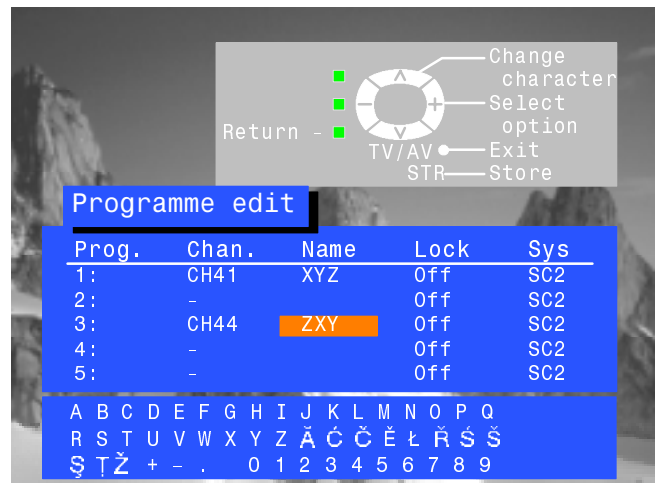 Change
character
Select
option
Return -
TV/AV Exit
STR Store
Programme edit
Prog. Chan. Name Lock Sys
1: CH41 XYZ Off SC2
2: - Off SC2
3: CH44 ZXY Off SC2
4: - Off SC2
5: - Off SC2
A B C D E F G H I J K L M N O P Q
R S T U V W X Y Z Ă Ć Č Ě Ł Ř Ś Š
Ş Ţ Ž + - . 0 1 2 3 4 5 6 7 8 9